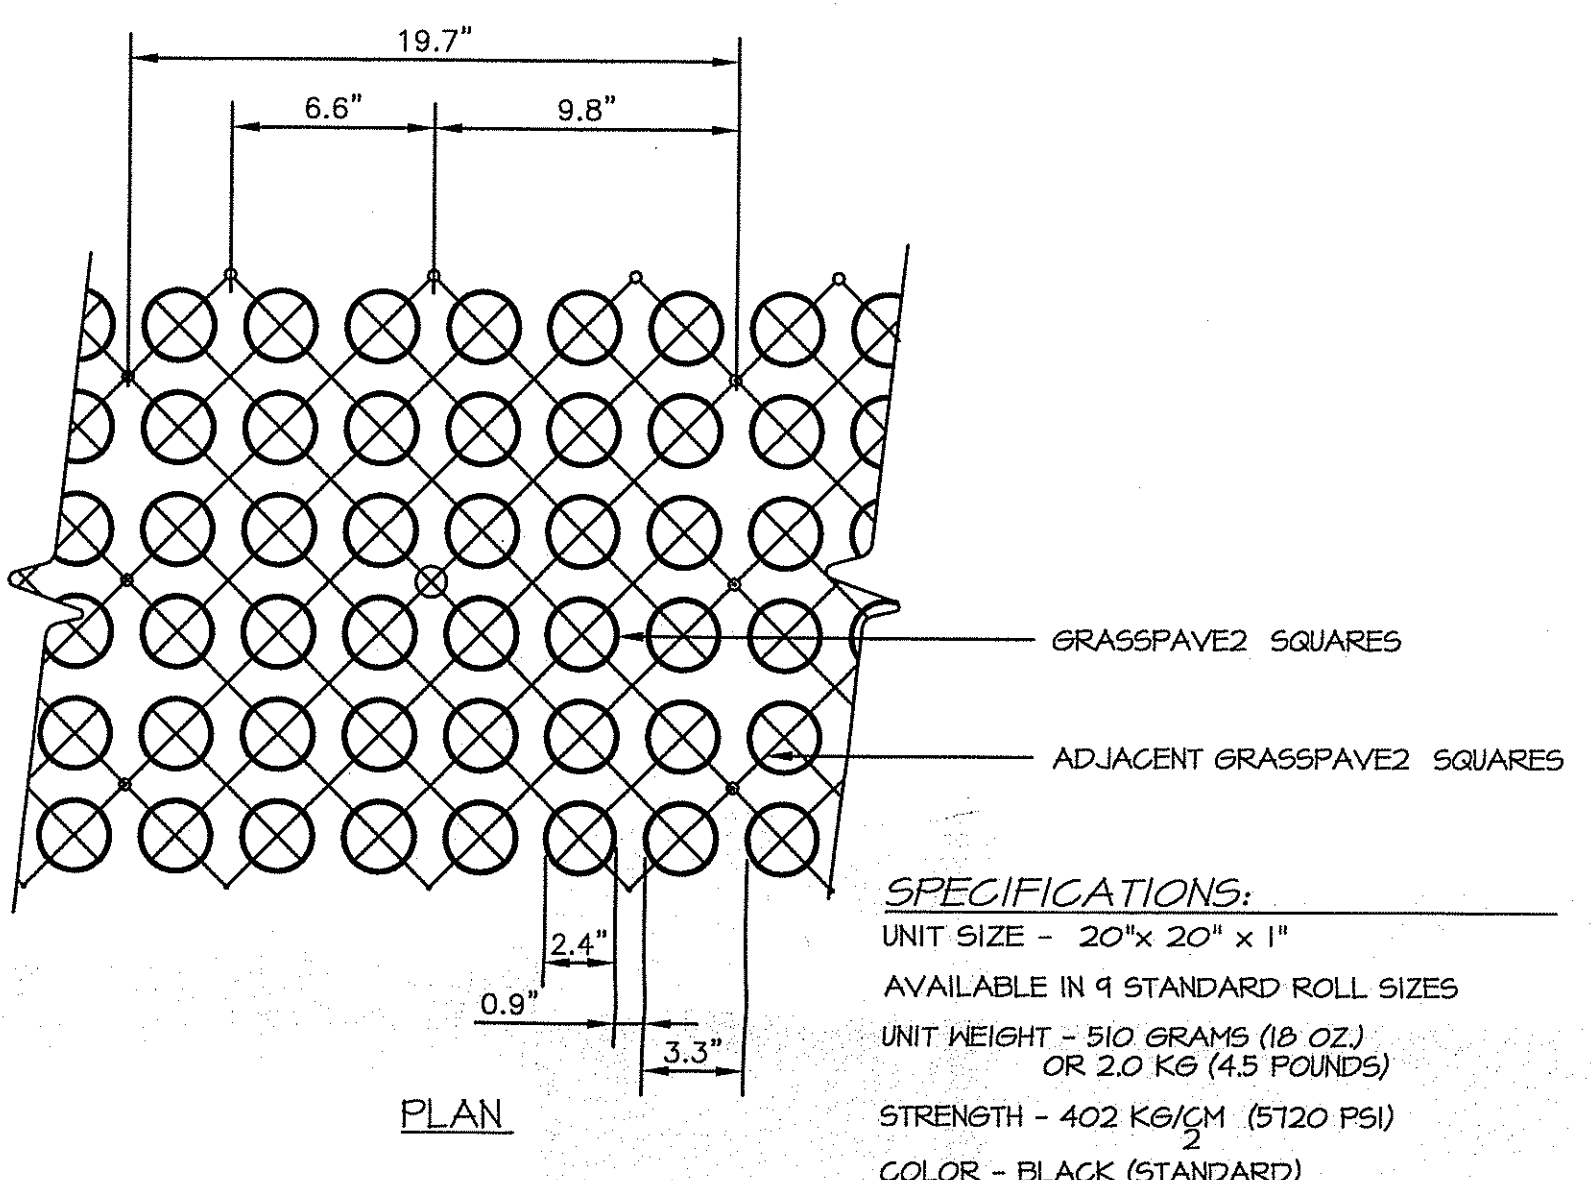 19.7"
6.6"
9.8"
GRASSPAVE2 SQUARES
ADJACENT GRASSPAVE2 SQUARES
2.4"
0.9"
3.3"
PLAN
SPECIFICATIONS:
UNIT SIZE - 20"x 20" x 1"
AVAILABLE IN 9 STANDARD ROLL SIZES
UNIT WEIGHT - 510 GRAMS (18 OZ.)
OR 2.0 KG (4.5 POUNDS)
STRENGTH - 402 KG/CM (5720 PSI)
2
COLOR - BLACK (STANDARD)